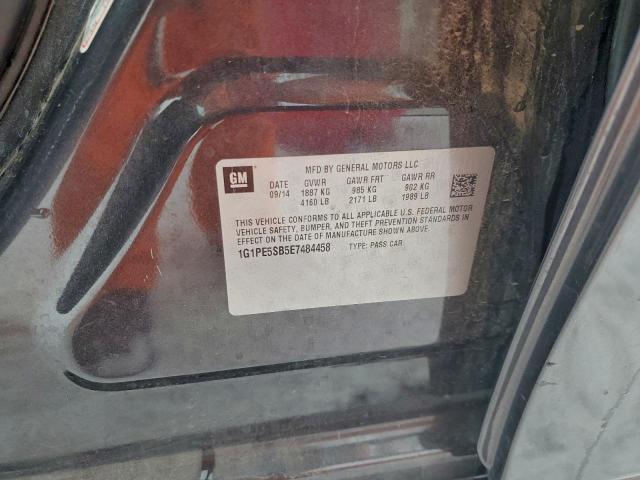 MFD BY GENERAL MOTORS LLC
GM
DATE GVWR GAWR FRT GAWR RR
09/14 1887 KG 985 KG 902 KG
4160 LB 2171 LB 1989 LB
THIS VEHICLE CONFORMS TO ALL APPLICABLE U.S. FEDERAL MOTOR
VEHICLE SAFETY, BUMPER, AND THEFT PREVENTION STANDARDS
IN EFFECT ON THE DATE OF MANUFACTURE SHOWN ABOVE.
1G1PE5SB5E7484458 TYPE: PASS CAR